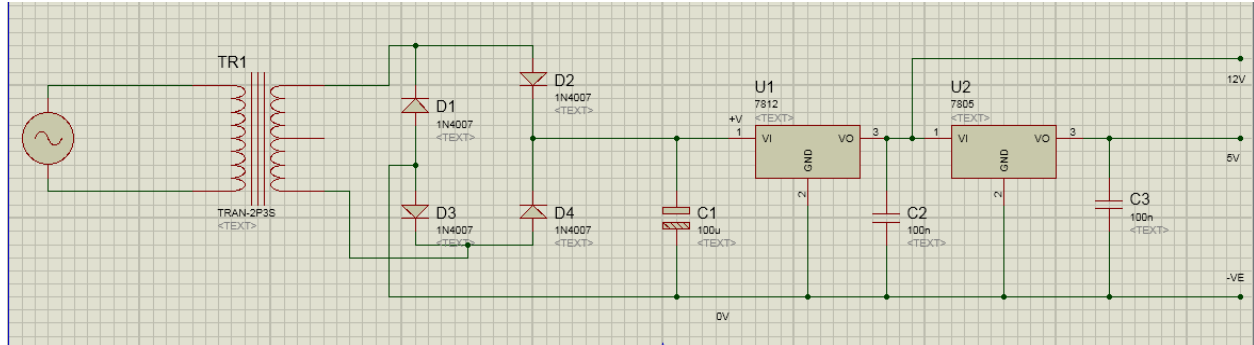 TR1
TRAN-2P3S
<TEXT>
D1
1N4007
<TEXT>
D2
1N4007
<TEXT>
D3
1N4007
<TEXT>
D4
1N4007
<TEXT>
C1
100u
<TEXT>
+V
U1
7812
<TEXT>
1
VI
VO
3
GND
2
C2
100n
<TEXT>
U2
7805
<TEXT>
1
VI
VO
3
GND
2
C3
100n
<TEXT>
12V
5V
-VE
0V